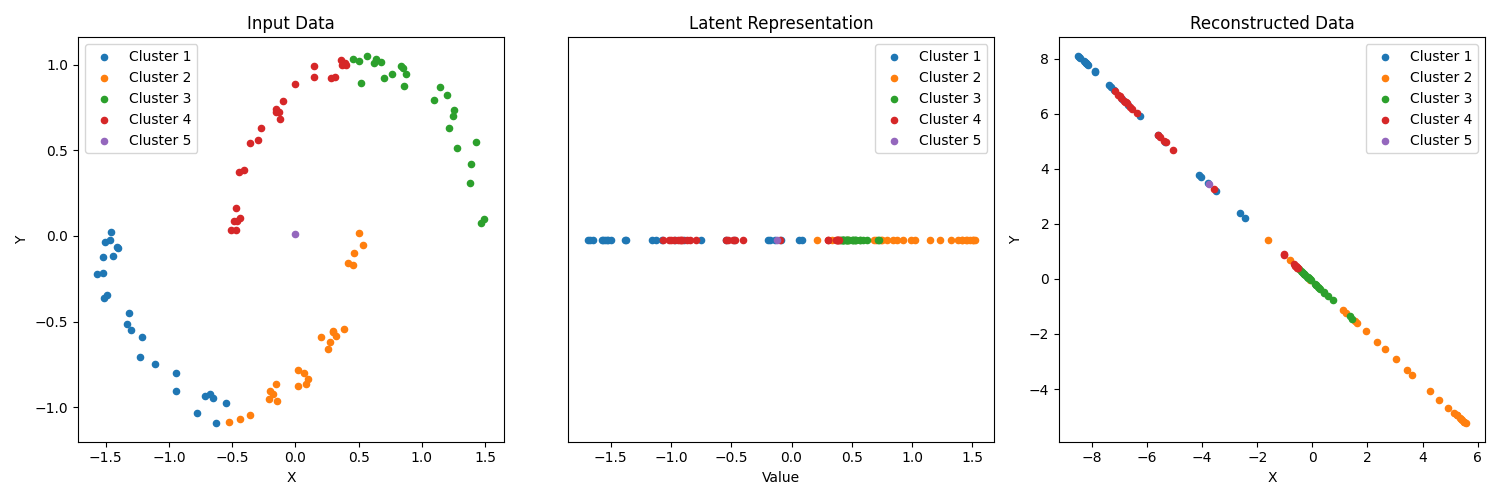 Input Data
Cluster 1
Cluster 2
Cluster 3
Cluster 4
Cluster 5
1.0
0.5
0.0
−0.5
−1.0
Y
−1.5
−1.0
−0.5
0.0
0.5
1.0
1.5
X
Latent Representation
Cluster 1
Cluster 2
Cluster 3
Cluster 4
Cluster 5
−1.5
−1.0
−0.5
0.0
0.5
1.0
1.5
Value
Reconstructed Data
Cluster 1
Cluster 2
Cluster 3
Cluster 4
Cluster 5
8
6
4
2
0
−2
−4
Y
−8
−6
−4
−2
0
2
4
6
X